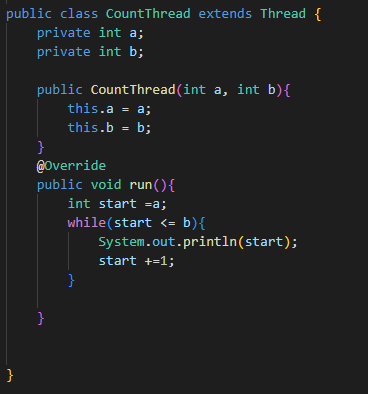 public class CountThread extends Thread {
    private int a;
    private int b;

    public CountThread(int a, int b){
        this.a = a;
        this.b = b;
    }
    @Override
    public void run(){
        int start =a;
        while(start <= b){
            System.out.println(start);
            start +=1;
        }

    }


}